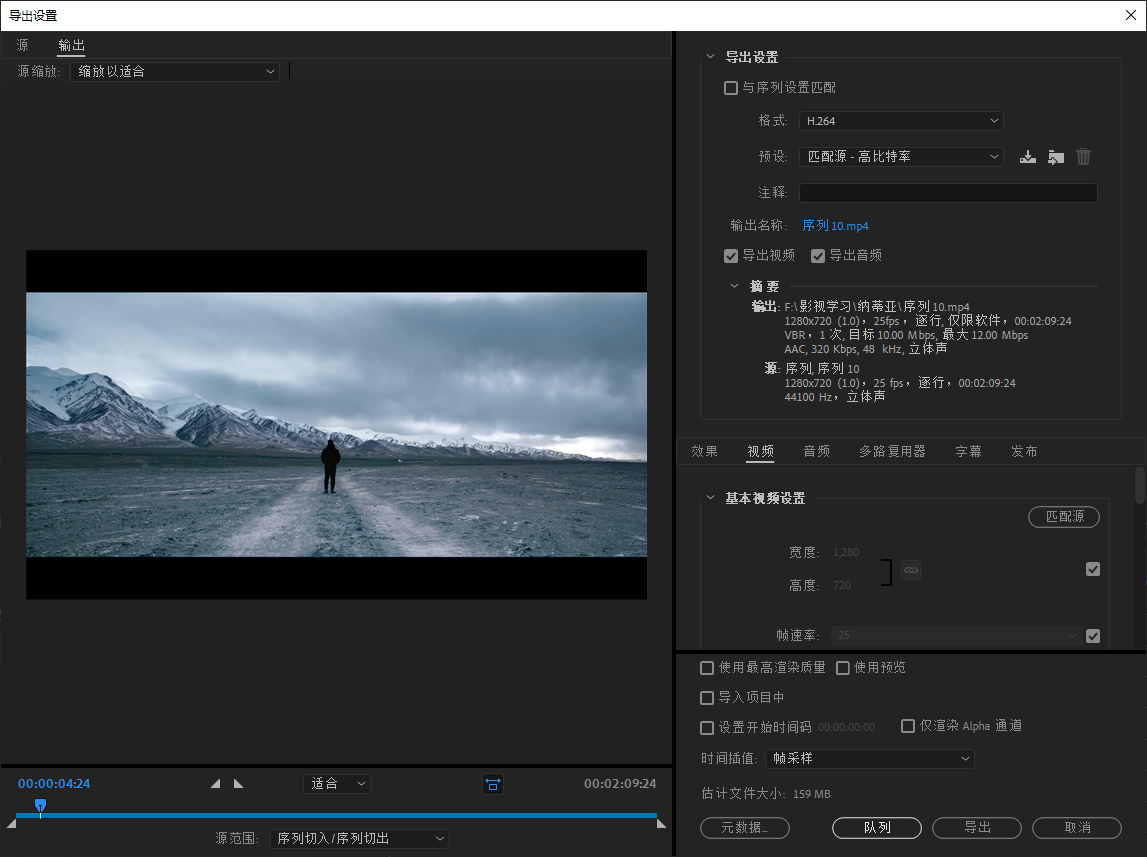 导出设置
源 输出
源缩放: 缩放以适合
00:00:04:24 适合 00:02:09:24
源范围: 序列切入/序列切出
导出设置
与序列设置匹配
格式: H.264
预设: 匹配源 - 高比特率
注释:
输出名称: 序列 10.mp4
导出视频 导出音频
摘要
输出: F:\影视学习\纳蒂亚\序列 10.mp4
1280x720 (1.0)，25fps，逐行, 仅限软件，00:02:09:24
VBR，1 次, 目标 10.00 Mbps, 最大 12.00 Mbps
AAC, 320 Kbps, 48 kHz, 立体声
源: 序列, 序列 10
1280x720 (1.0)，25 fps，逐行，00:02:09:24
44100 Hz，立体声
效果 视频 音频 多路复用器 字幕 发布
基本视频设置
匹配源
宽度: 1,280
高度: 720
帧速率: 25
使用最高渲染质量 使用预览
导入项目中
设置开始时间码 00:00:00:00 仅渲染 Alpha 通道
时间插值: 帧采样
估计文件大小: 159 MB
元数据... 队列 导出 取消